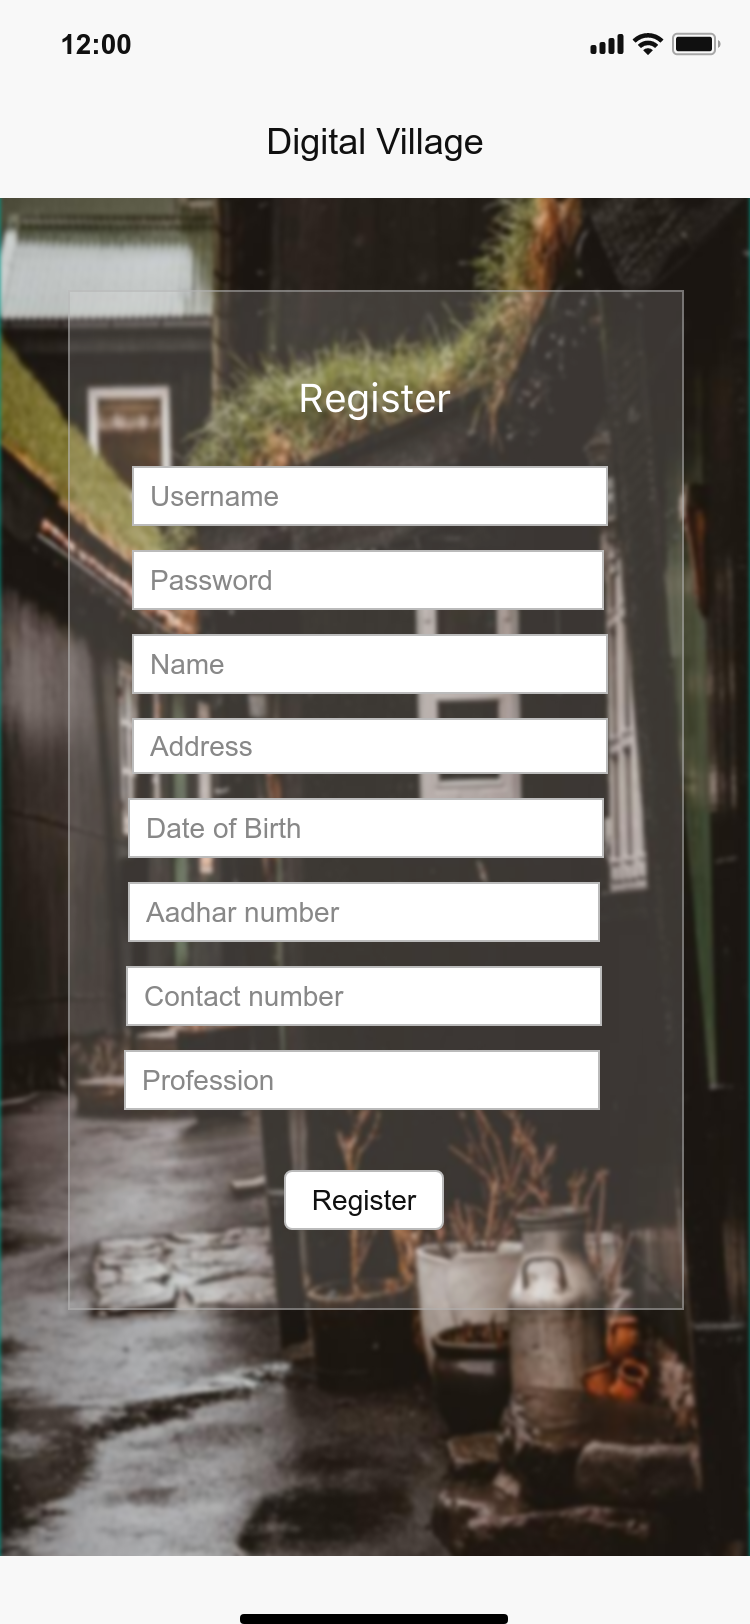 12:00
Digital Village
Register
Username
Password
Name
Address
Date of Birth
Aadhar number
Contact number
Profession
Register